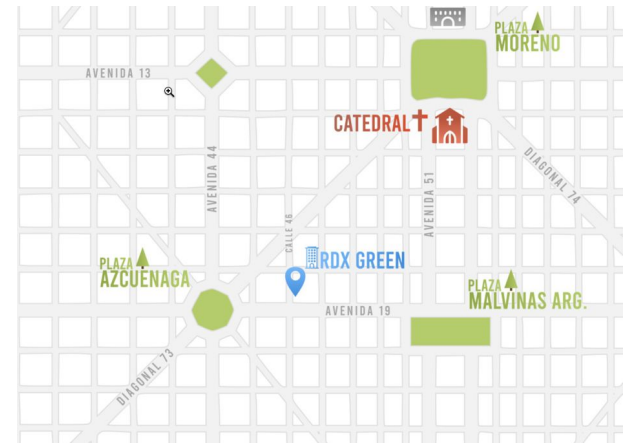 PLAZA
MORENO
AVENIDA 13
CATEDRAL
DIAGONAL 74
AVENIDA 44
AVENIDA 51
CALLE 46
RDX GREEN
PLAZA
AZCUÉNAGA
PLAZA
MALVINAS ARG.
AVENIDA 19
DIAGONAL 73